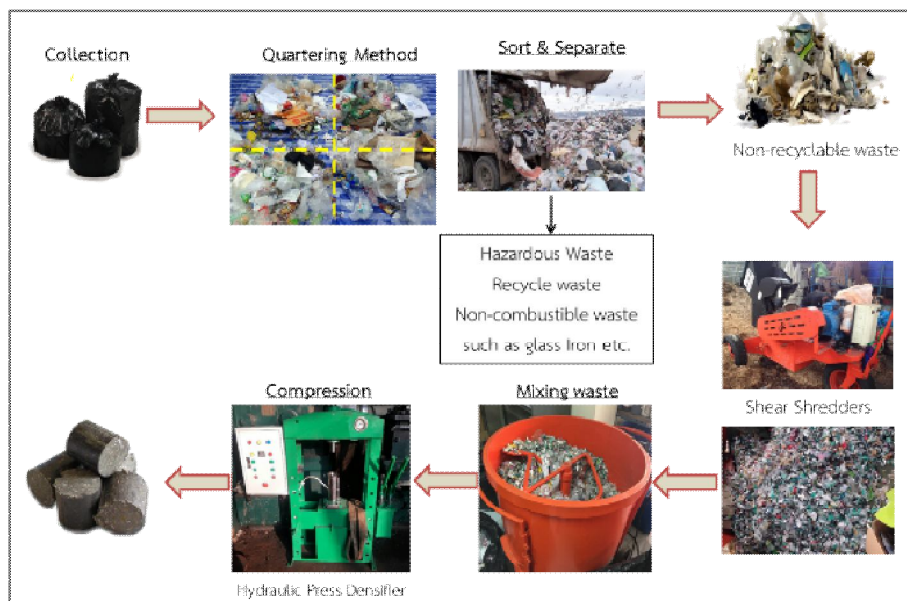 Collection
Quartering Method
Sort & Separate
Non-recyclable waste
Hazardous Waste
Recycle waste
Non-combustible waste
such as glass Iron etc.
Shear Shredders
Mixing waste
Compression
Hydraulic Press Densifier